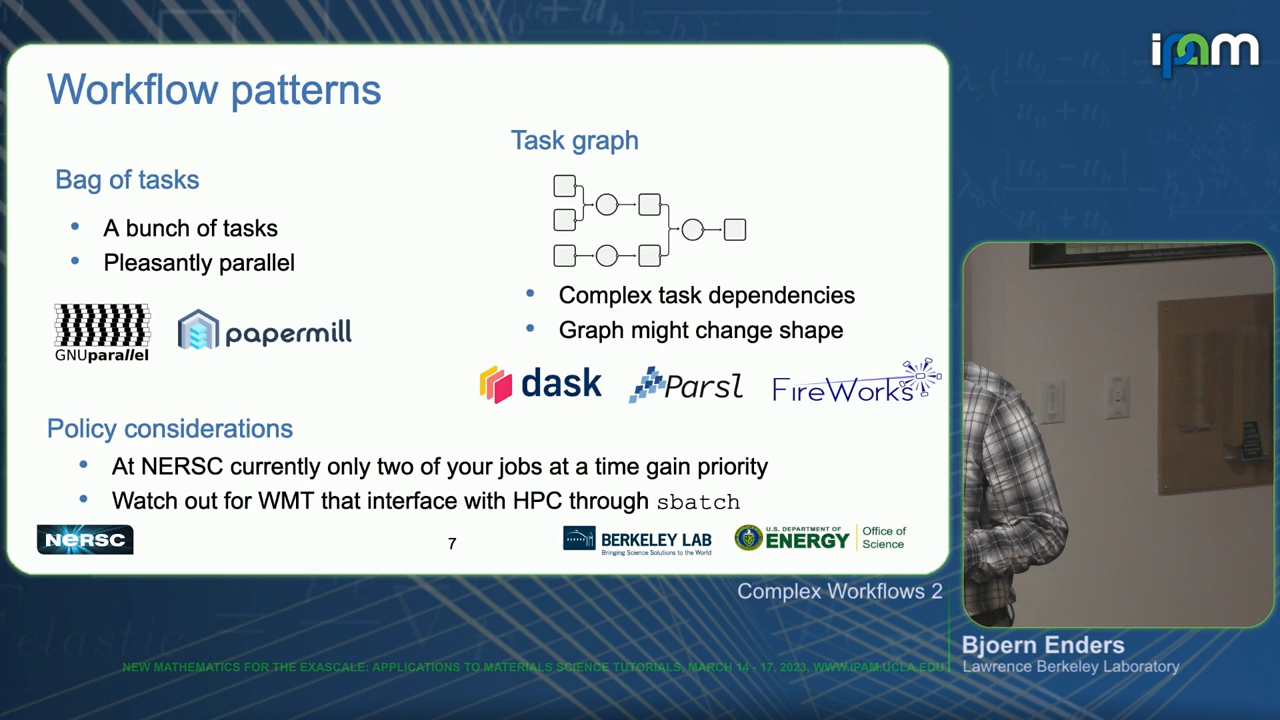 ipam
Workflow patterns
Bag of tasks
• A bunch of tasks
• Pleasantly parallel
GNUparallel
papermill
Task graph
• Complex task dependencies
• Graph might change shape
dask
Parsl
FireWorks
Policy considerations
• At NERSC currently only two of your jobs at a time gain priority
• Watch out for WMT that interface with HPC through sbatch
NERSC
7
BERKELEY LAB
Bringing Science Solutions to the World
U.S. DEPARTMENT OF
ENERGY
Office of
Science
Complex Workflows 2
Bjoern Enders
Lawrence Berkeley Laboratory
NEW MATHEMATICS FOR THE EXASCALE: APPLICATIONS TO MATERIALS SCIENCE TUTORIALS, MARCH 14 - 17, 2023, WWW.IPAM.UCLA.EDU
elastic